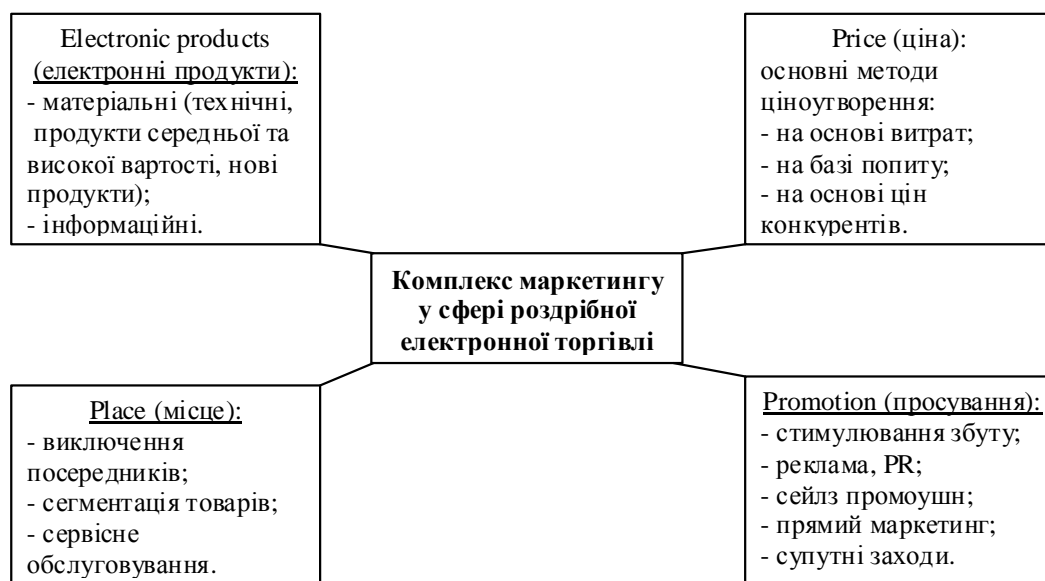 Electronic products
(електронні продукти):
- матеріальні (технічні,
продукти середньої та
високої вартості, нові
продукти);
- інформаційні.
Price (ціна):
основні методи
ціноутворення:
- на основі витрат;
- на базі попиту;
- на основі цін
конкурентів.
Комплекс маркетингу
у сфері роздрібної
електронної торгівлі
Place (місце):
- виключення
посередників;
- сегментація товарів;
- сервісне
обслуговування.
Promotion (просування):
- стимулювання збуту;
- реклама, PR;
- сейлз промоушн;
- прямий маркетинг;
- супутні заходи.